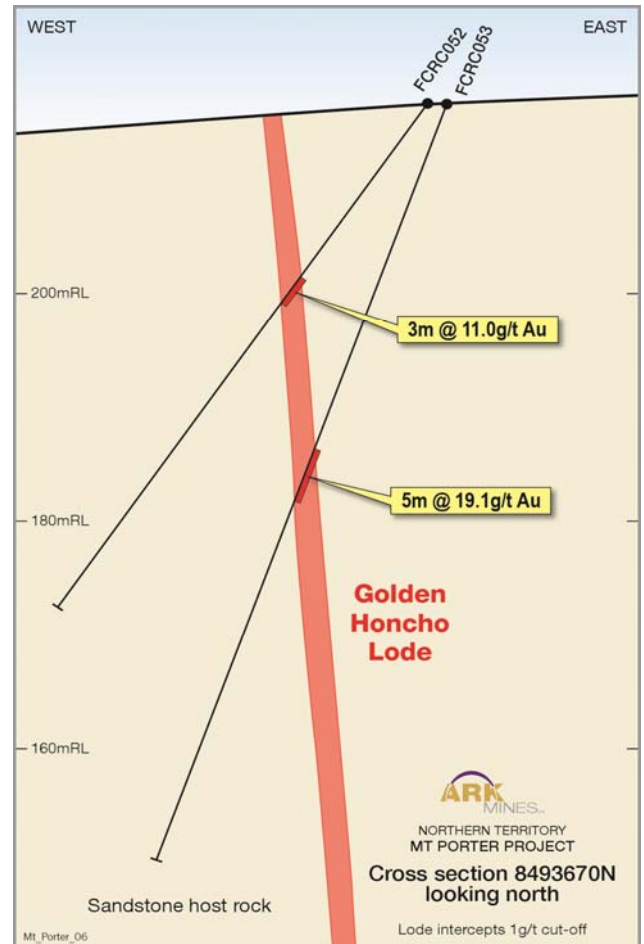 WEST
EAST
FCRC052
FCRC053
200mRL
3m @ 11.0g/t Au
180mRL
5m @ 19.1g/t Au
Golden
Honcho
Lode
160mRL
ARK
MINES
NORTHERN TERRITORY
MT PORTER PROJECT
Cross section 8493670N
looking north
Sandstone host rock
Lode intercepts 1g/t cut-off
Mt_Porter_06